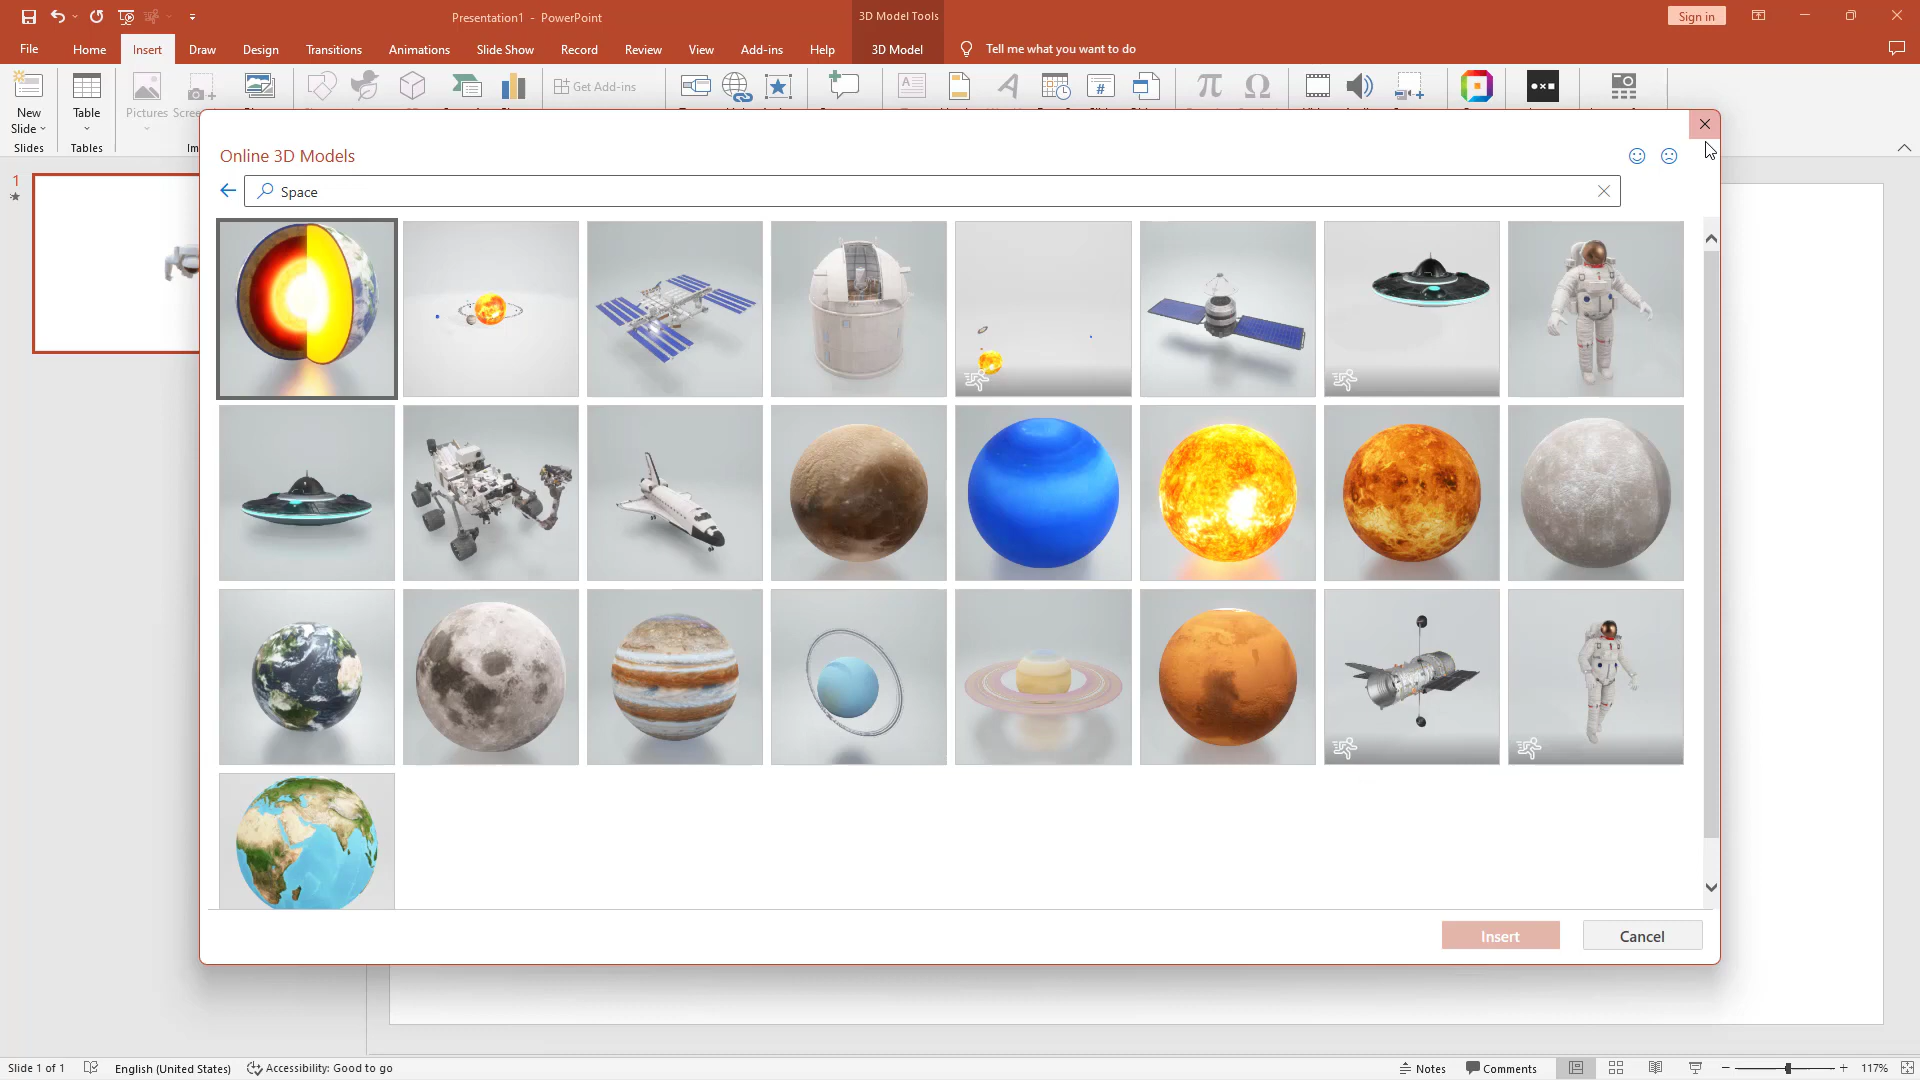 Presentation1 - PowerPoint
3D Model Tools
Sign in
File Home Insert Draw Design Transitions Animations Slide Show Record Review View Add-ins Help 3D Model Tell me what you want to do
Get Add-ins
New Slide
Table
Pictures
Slides
Tables
Online 3D Models
Space
1
Insert
Cancel
Slide 1 of 1
English (United States)
Accessibility: Good to go
Notes
Comments
117%